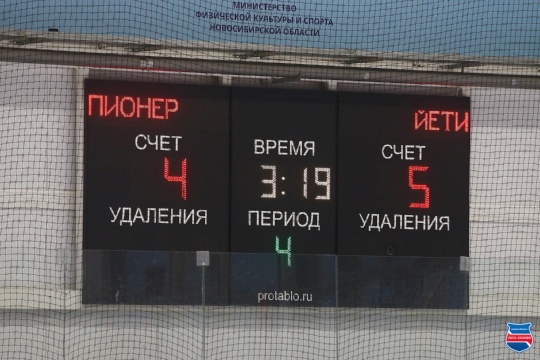 МИНИСТЕРСТВО
ФИЗИЧЕСКОЙ КУЛЬТУРЫ И СПОРТА
НОВОСИБИРСКОЙ ОБЛАСТИ
ПИОНЕР
ЙЕТИ
СЧЕТ
ВРЕМЯ
СЧЕТ
4
3:19
5
УДАЛЕНИЯ
ПЕРИОД
УДАЛЕНИЯ
4
protablo.ru